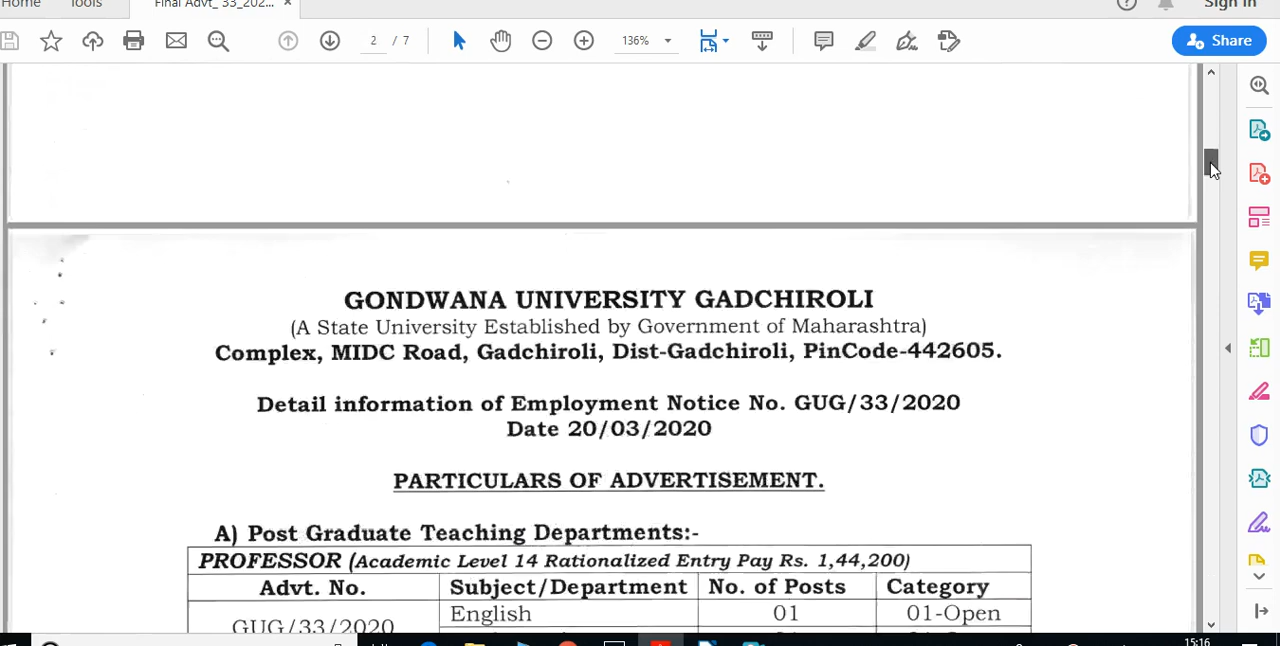 Home Tools Final Advt_ 33_202... × Sign In
2 / 7 136% Share
GONDWANA UNIVERSITY GADCHIROLI
(A State University Established by Government of Maharashtra)
Complex, MIDC Road, Gadchiroli, Dist-Gadchiroli, PinCode-442605.
Detail information of Employment Notice No. GUG/33/2020
Date 20/03/2020
PARTICULARS OF ADVERTISEMENT.
A) Post Graduate Teaching Departments:-
PROFESSOR (Academic Level 14 Rationalized Entry Pay Rs. 1,44,200)
Advt. No. Subject/Department No. of Posts Category
English 01 01-Open
GUG/33/2020
15:16